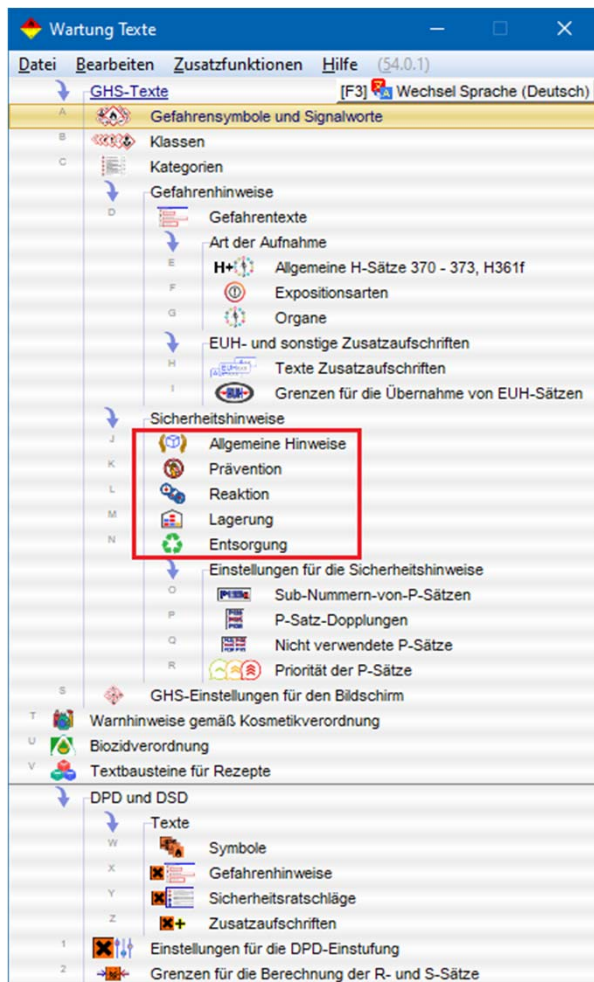 Wartung Texte
Datei Bearbeiten Zusatzfunktionen Hilfe (54.0.1)
GHS-Texte [F3] Wechsel Sprache (Deutsch)
A Gefahrensymbole und Signalworte
B Klassen
C Kategorien
Gefahrenhinweise
D Gefahrentexte
Art der Aufnahme
E H+ Allgemeine H-Sätze 370 - 373, H361f
F Expositionsarten
G Organe
EUH- und sonstige Zusatzaufschriften
H Texte Zusatzaufschriften
I EUH Grenzen für die Übernahme von EUH-Sätzen
Sicherheitshinweise
J Allgemeine Hinweise
K Prävention
L Reaktion
M Lagerung
N Entsorgung
Einstellungen für die Sicherheitshinweise
O Sub-Nummern-von-P-Sätzen
P P-Satz-Dopplungen
Q Nicht verwendete P-Sätze
R Priorität der P-Sätze
S GHS-Einstellungen für den Bildschirm
T Warnhinweise gemäß Kosmetikverordnung
U Biozidverordnung
V Textbausteine für Rezepte
DPD und DSD
Texte
W Symbole
X Gefahrenhinweise
Y Sicherheitsratschläge
Z Zusatzaufschriften
1 Einstellungen für die DPD-Einstufung
2 Grenzen für die Berechnung der R- und S-Sätze